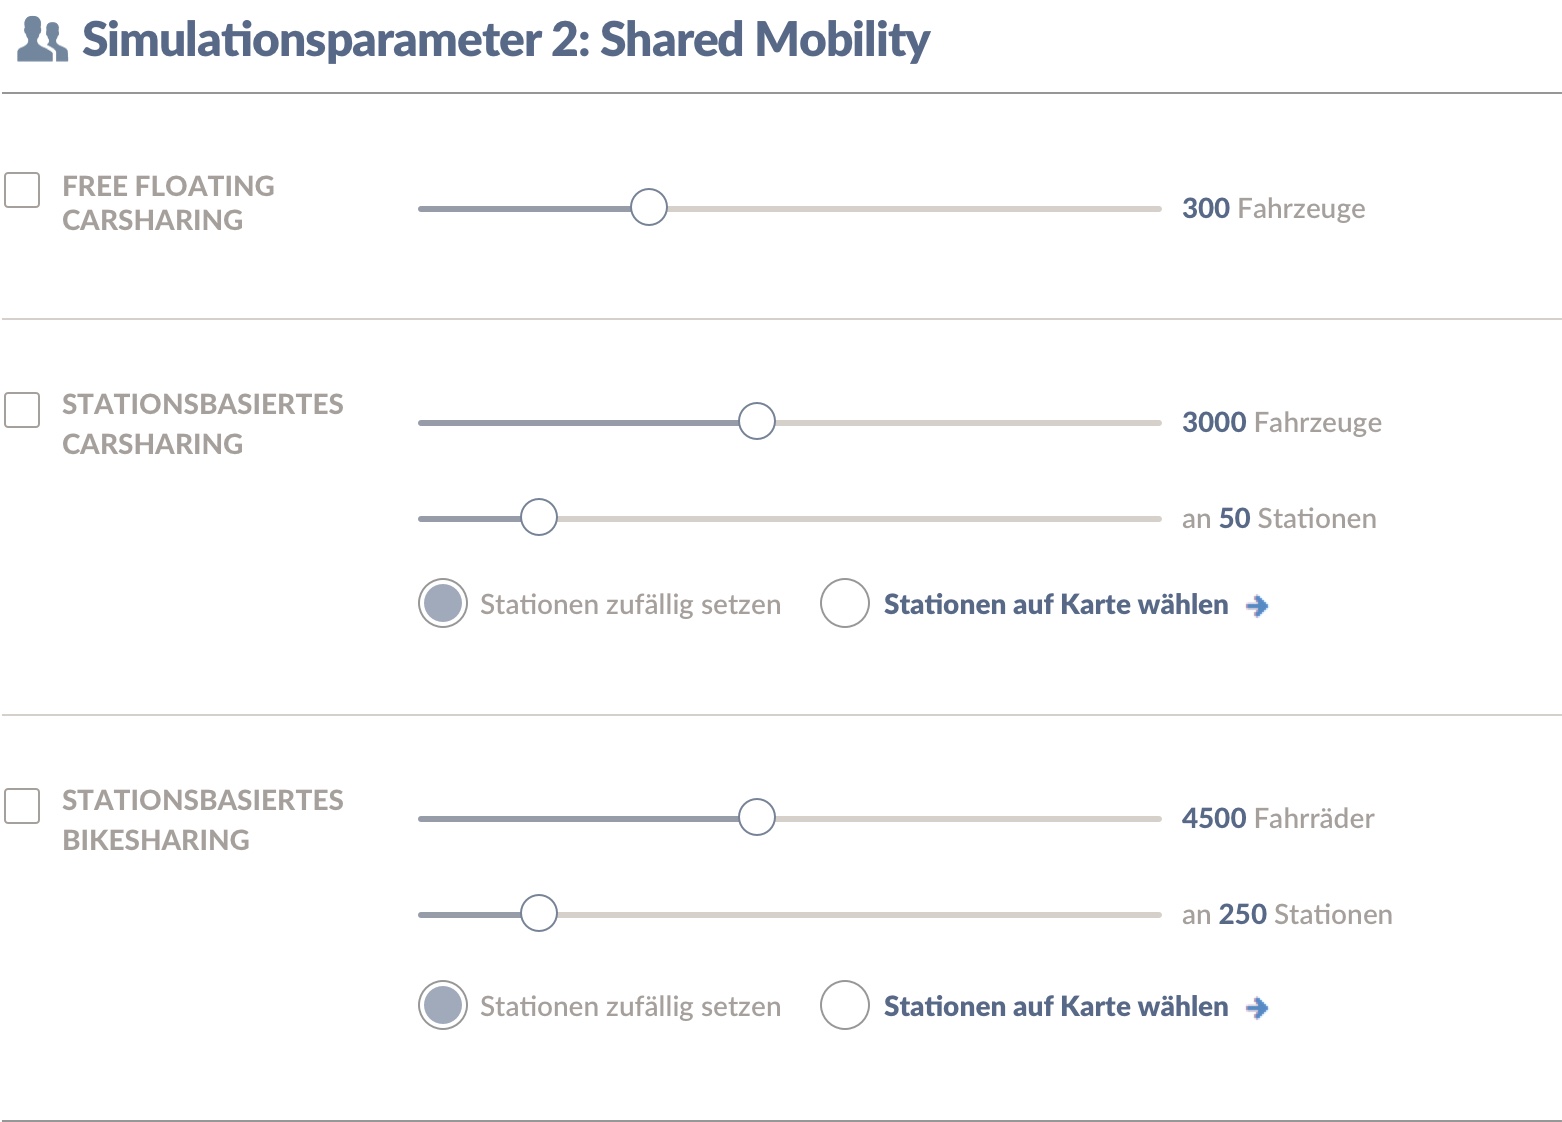 Simulationsparameter 2: Shared Mobility
FREE FLOATING
CARSHARING
300 Fahrzeuge
STATIONSBASIERTES
CARSHARING
3000 Fahrzeuge
an 50 Stationen
Stationen zufällig setzen
Stationen auf Karte wählen
STATIONSBASIERTES
BIKESHARING
4500 Fahrräder
an 250 Stationen
Stationen zufällig setzen
Stationen auf Karte wählen